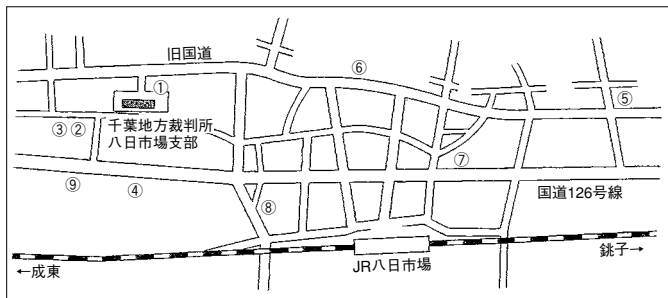 旧国道
⑥
①
⑤
③②
千葉地方裁判所
八日市場支部
⑦
⑨
④
国道126号線
⑧
←成東
JR八日市場
銚子→